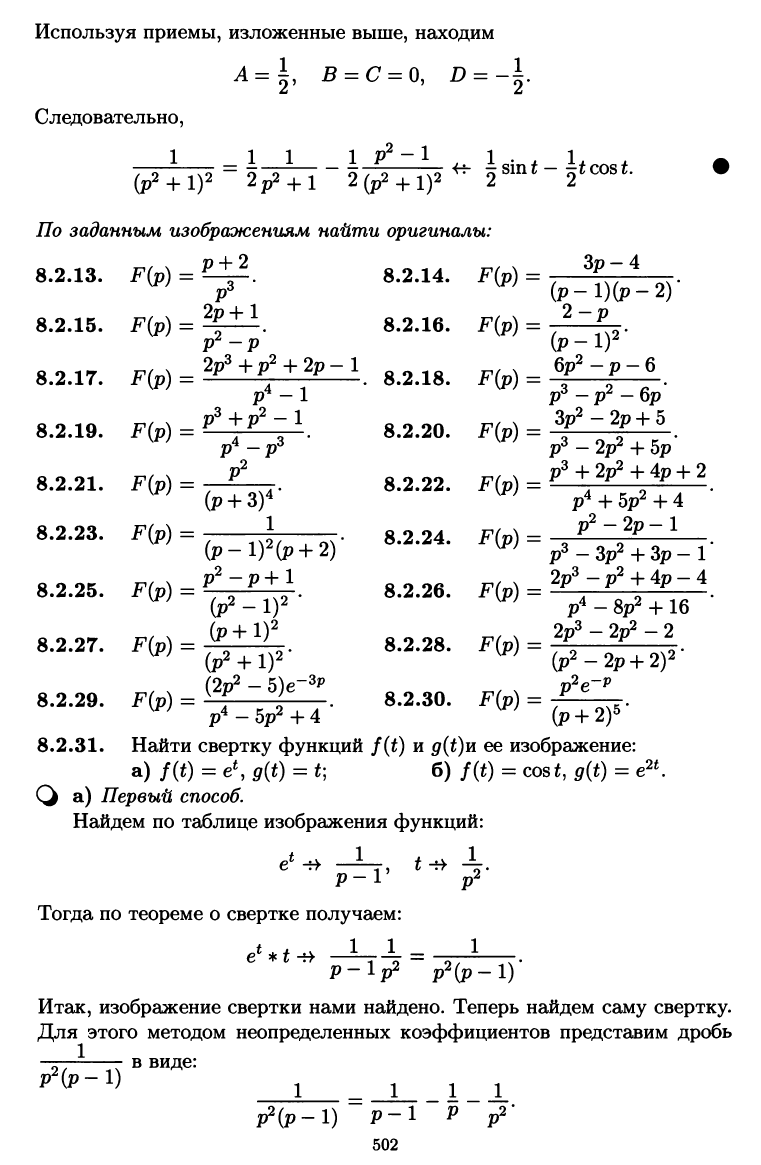 Используя приемы, изложенные выше, находим
A = 1/2, B = C = 0, D = −1/2.
Следовательно,
1/(p² + 1)² = 1/2 · 1/(p² + 1) − 1/2 · (p² − 1)/(p² + 1)² ↔ 1/2 sin t − 1/2 t cos t. ●
По заданным изображениям найти оригиналы:
8.2.13. F(p) = (p + 2)/p³. 8.2.14. F(p) = (3p − 4)/((p − 1)(p − 2)).
8.2.15. F(p) = (2p + 1)/(p² − p). 8.2.16. F(p) = (2 − p)/(p − 1)².
8.2.17. F(p) = (2p³ + p² + 2p − 1)/(p⁴ − 1). 8.2.18. F(p) = (6p² − p − 6)/(p³ − p² − 6p).
8.2.19. F(p) = (p³ + p² − 1)/(p⁴ − p³). 8.2.20. F(p) = (3p² − 2p + 5)/(p³ − 2p² + 5p).
8.2.21. F(p) = p²/(p + 3)⁴. 8.2.22. F(p) = (p³ + 2p² + 4p + 2)/(p⁴ + 5p² + 4).
8.2.23. F(p) = 1/((p − 1)²(p + 2)). 8.2.24. F(p) = (p² − 2p − 1)/(p³ − 3p² + 3p − 1).
8.2.25. F(p) = (p² − p + 1)/(p² − 1)². 8.2.26. F(p) = (2p³ − p² + 4p − 4)/(p⁴ − 8p² + 16).
8.2.27. F(p) = (p + 1)²/(p² + 1)². 8.2.28. F(p) = (2p³ − 2p² − 2)/(p² − 2p + 2)².
8.2.29. F(p) = (2p² − 5)e⁻³ᵖ/(p⁴ − 5p² + 4). 8.2.30. F(p) = p²e⁻ᵖ/(p + 2)⁵.
8.2.31. Найти свертку функций f(t) и g(t)и ее изображение:
а) f(t) = eᵗ, g(t) = t; б) f(t) = cos t, g(t) = e²ᵗ.
а) Первый способ.
Найдем по таблице изображения функций:
eᵗ ↔ 1/(p − 1), t ↔ 1/p².
Тогда по теореме о свертке получаем:
eᵗ * t ↔ 1/(p − 1) · 1/p² = 1/(p²(p − 1)).
Итак, изображение свертки нами найдено. Теперь найдем саму свертку.
Для этого методом неопределенных коэффициентов представим дробь
1/(p²(p − 1)) в виде:
1/(p²(p − 1)) = 1/(p − 1) − 1/p − 1/p².
502